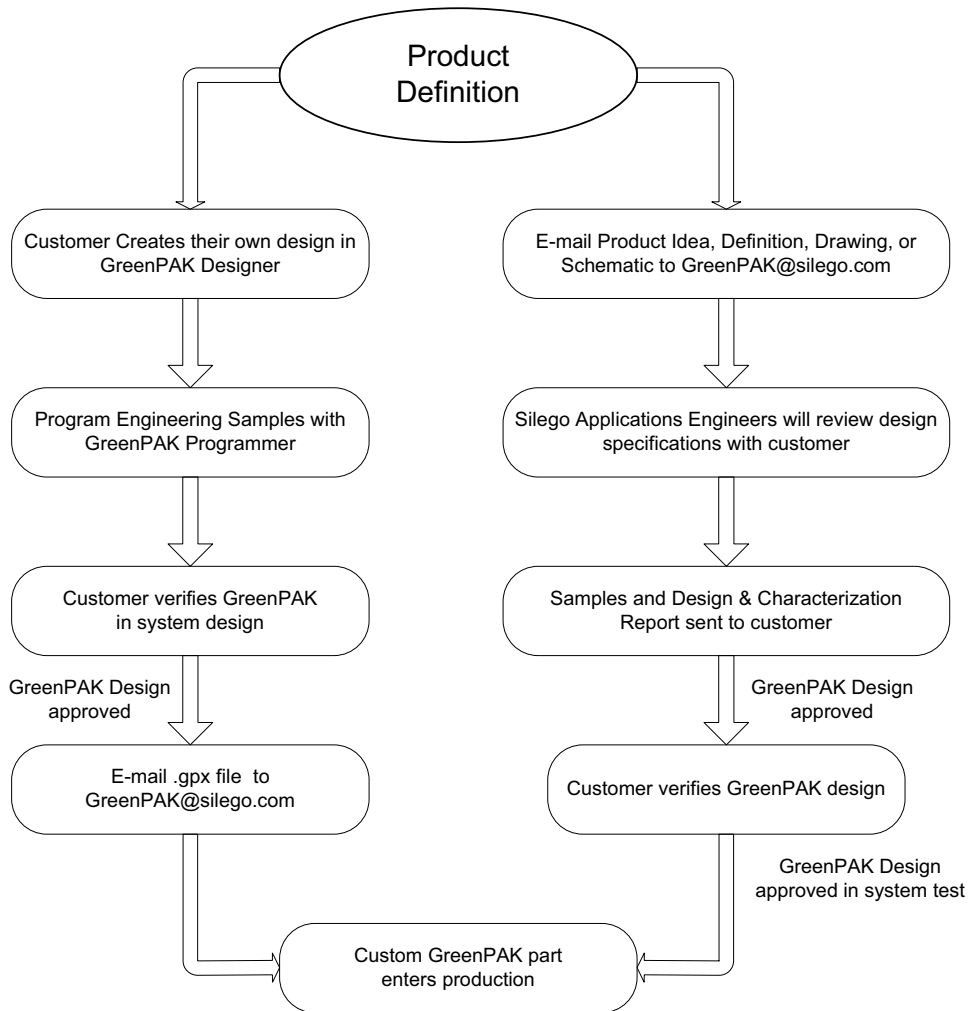 Product
Definition
Customer Creates their own design in
GreenPAK Designer
E-mail Product Idea, Definition, Drawing, or
Schematic to GreenPAK@silego.com
Program Engineering Samples with
GreenPAK Programmer
Silego Applications Engineers will review design
specifications with customer
Customer verifies GreenPAK
in system design
Samples and Design & Characterization
Report sent to customer
GreenPAK Design
approved
GreenPAK Design
approved
E-mail .gpx file to
GreenPAK@silego.com
Customer verifies GreenPAK design
GreenPAK Design
approved in system test
Custom GreenPAK part
enters production